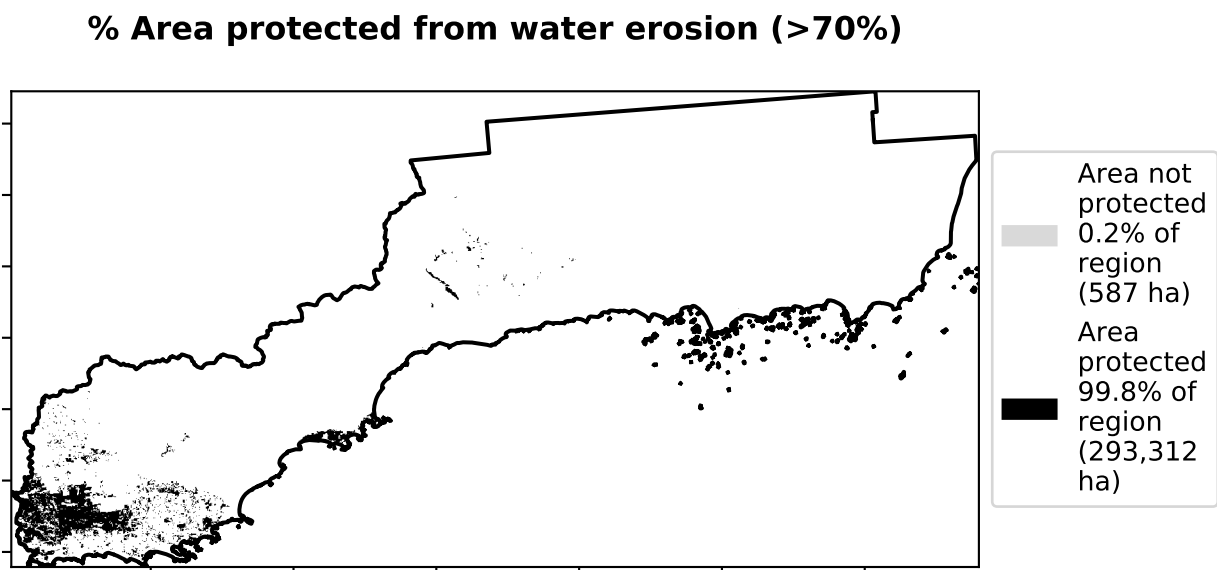 % Area protected from water erosion (>70%)
Area not
protected
0.2% of
region
(587 ha)
Area
protected
99.8% of
region
(293,312
ha)